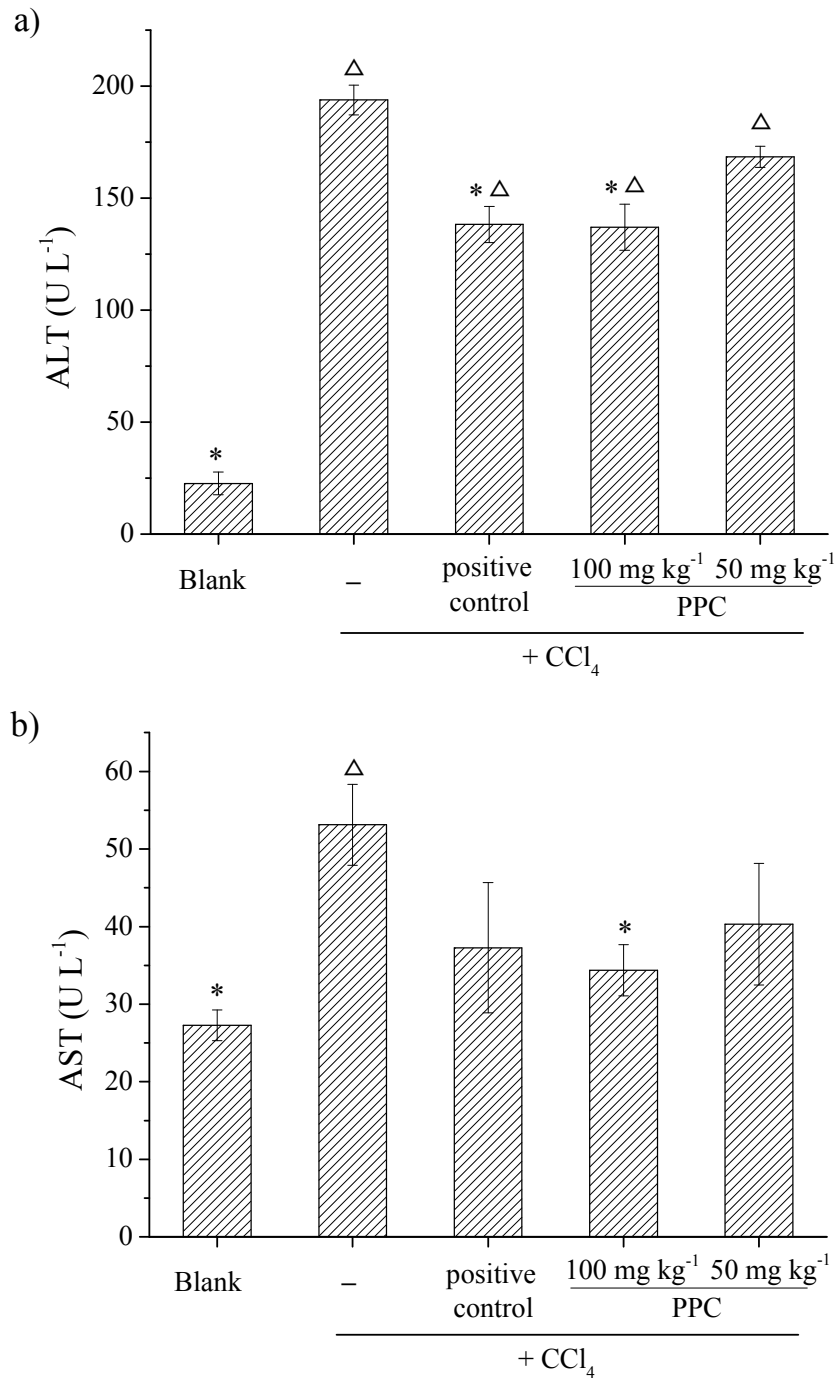 a)
200
150
100
50
0
ALT (U L⁻¹)
△
* △
* △
△
*
Blank
–
positive
control
100 mg kg⁻¹ 50 mg kg⁻¹
PPC
+ CCl₄
b)
60
50
40
30
20
10
0
AST (U L⁻¹)
△
*
*
Blank
–
positive
control
100 mg kg⁻¹ 50 mg kg⁻¹
PPC
+ CCl₄